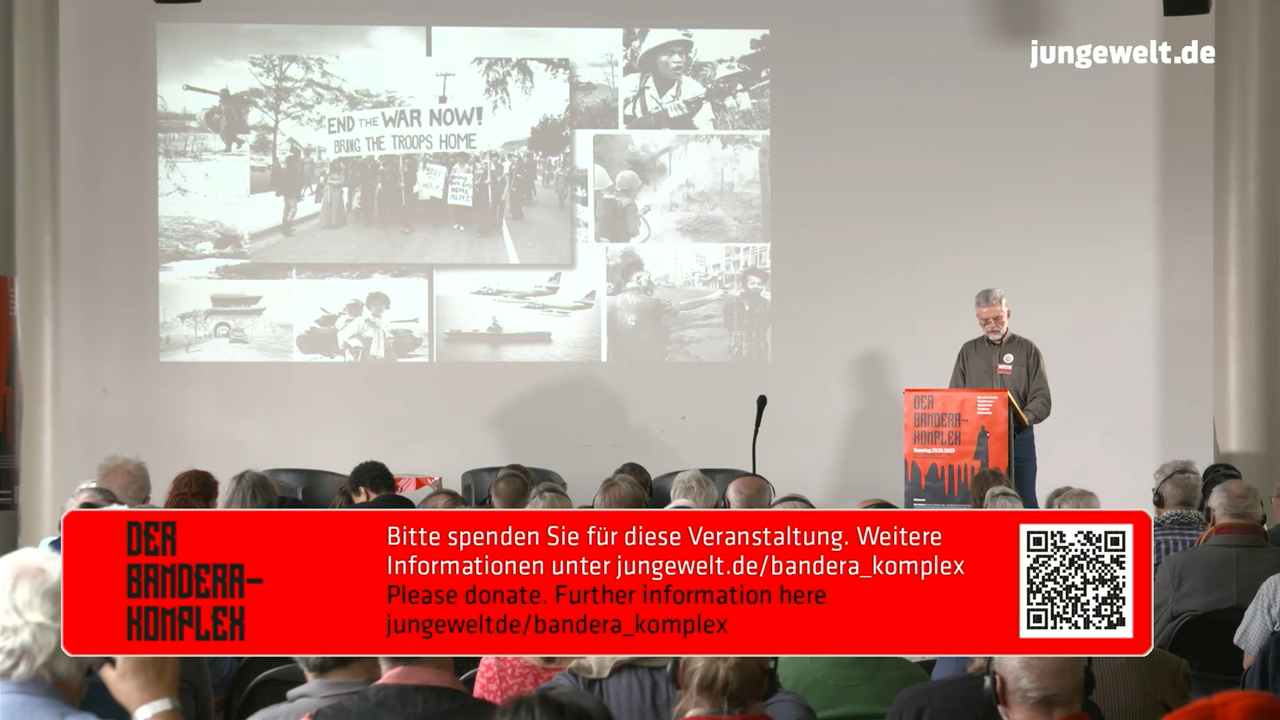 jungewelt.de
END THE WAR NOW!
BRING THE TROOPS HOME
DER
BANDERA-
KOMPLEX
DER
BANDERA-
KOMPLEX
Bitte spenden Sie für diese Veranstaltung. Weitere
Informationen unter jungewelt.de/bandera_komplex
Please donate. Further information here
jungeweltde/bandera_komplex